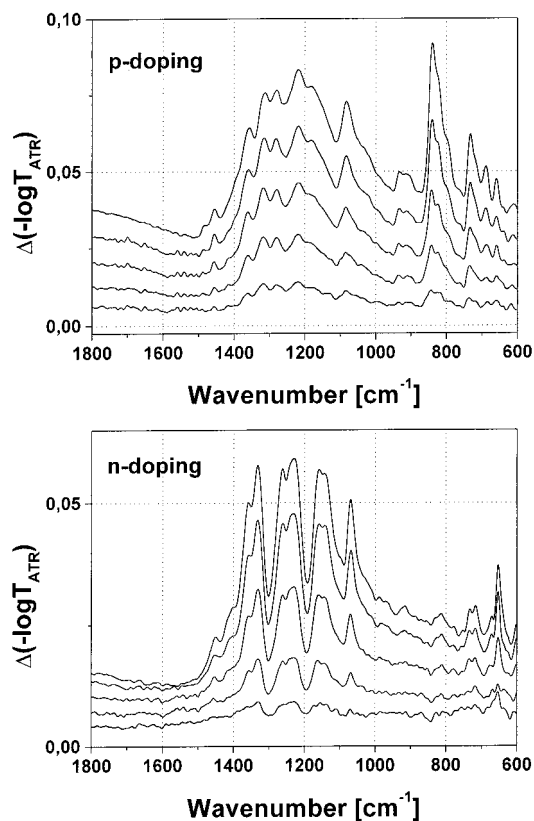 0,10
p-doping
Δ(-logT_ATR)
0,05
0,00
1800 1600 1400 1200 1000 800 600
Wavenumber [cm⁻¹]
n-doping
Δ(-logT_ATR)
0,05
0,00
1800 1600 1400 1200 1000 800 600
Wavenumber [cm⁻¹]